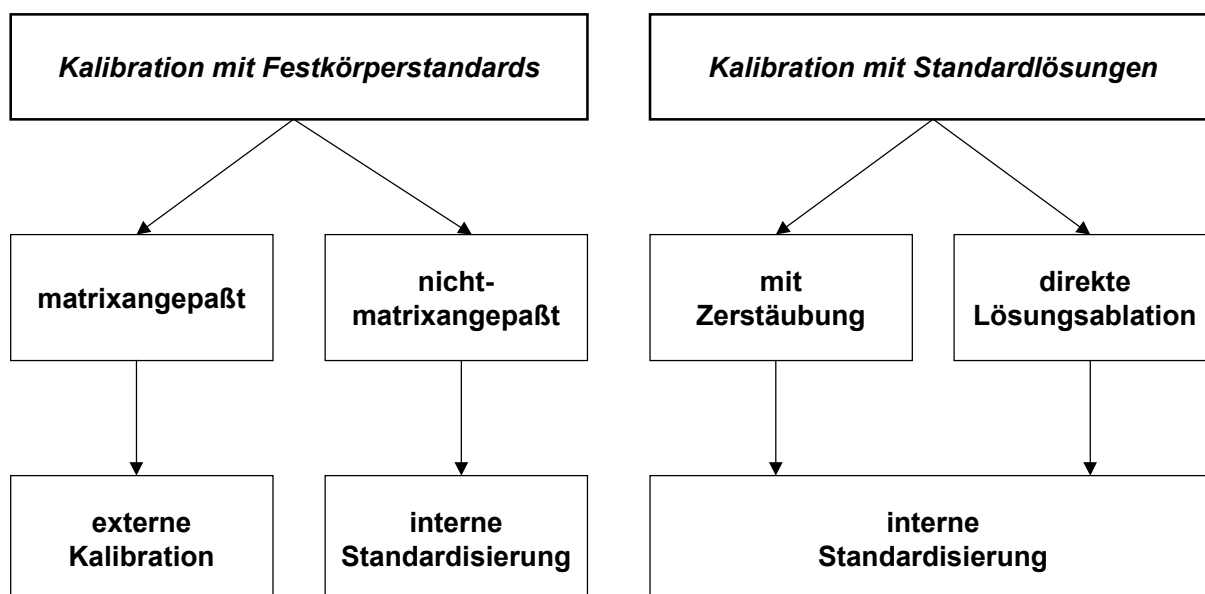 Kalibration mit Festkörperstandards
Kalibration mit Standardlösungen
matrixangepaßt
nicht-
matrixangepaßt
mit
Zerstäubung
direkte
Lösungsablation
externe
Kalibration
interne
Standardisierung
interne
Standardisierung